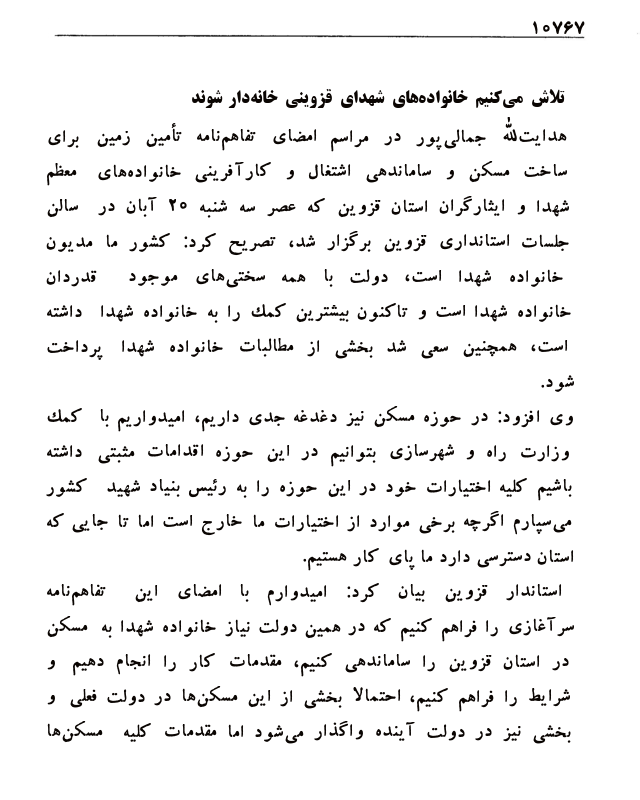 ۱۰۷۶۷
تلاش می‌کنیم خانواده‌های شهدای قزوینی خانه‌دار شوند
هدایت‌الله جمالی‌پور در مراسم امضای تفاهم‌نامه تأمین زمین برای
ساخت مسکن و ساماندهی اشتغال و کارآفرینی خانواده‌های معظم
شهدا و ایثارگران استان قزوین که عصر سه شنبه ۲۵ آبان در سالن
جلسات استانداری قزوین برگزار شد، تصریح کرد: کشور ما مدیون
خانواده شهدا است، دولت با همه سختی‌های موجود قدردان
خانواده شهدا است و تاکنون بیشترین کمك را به خانواده شهدا داشته
است، همچنین سعی شد بخشی از مطالبات خانواده شهدا پرداخت
شود.
وی افزود: در حوزه مسکن نیز دغدغه جدی داریم، امیدواریم با کمك
وزارت راه و شهرسازی بتوانیم در این حوزه اقدامات مثبتی داشته
باشیم کلیه اختیارات خود در این حوزه را به رئیس بنیاد شهید کشور
می‌سپارم اگرچه برخی موارد از اختیارات ما خارج است اما تا جایی که
استان دسترسی دارد ما پای کار هستیم.
استاندار قزوین بیان کرد: امیدوارم با امضای این تفاهم‌نامه
سرآغازی را فراهم کنیم که در همین دولت نیاز خانواده شهدا به مسکن
در استان قزوین را ساماندهی کنیم، مقدمات کار را انجام دهیم و
شرایط را فراهم کنیم، احتمالا بخشی از این مسکن‌ها در دولت فعلی و
بخشی نیز در دولت آینده واگذار می‌شود اما مقدمات کلیه مسکن‌ها